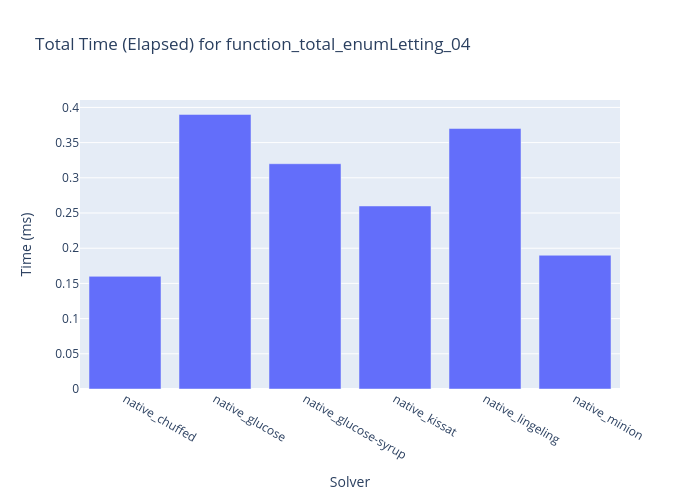 Total Time (Elapsed) for function_total_enumLetting_04
Time (ms)
0.4
0.35
0.3
0.25
0.2
0.15
0.1
0.05
0
native_chuffed
native_glucose
native_glucose-syrup
native_kissat
native_lingeling
native_minion
Solver